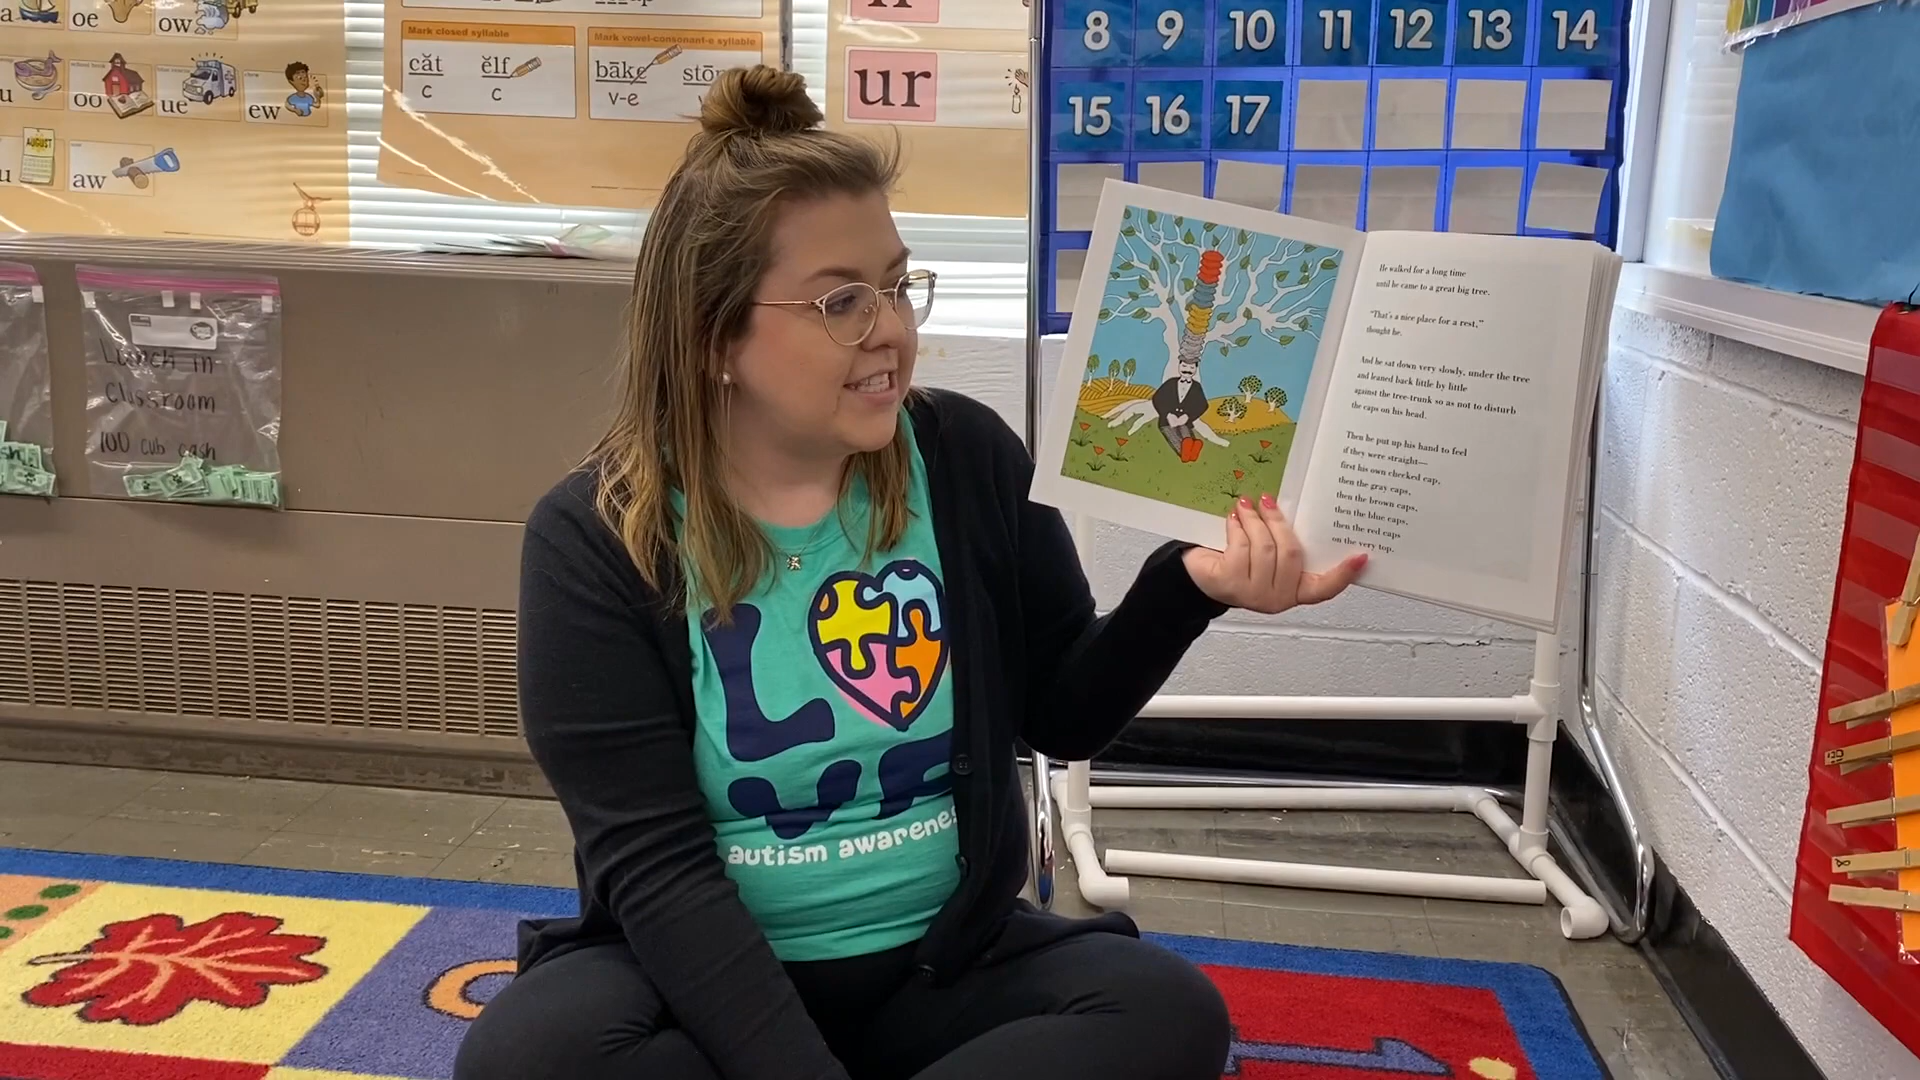 oe
ow
u
oo
ue
ew
AUGUST
u
aw
Mark closed syllable
căt
ĕlf
c
c
Mark vowel-consonant-e syllable
bāke
v-e
ur
8 9 10 11 12 13 14
15 16 17
Lunch in
Classroom
100 cub cash
LOVE
autism awareness
He walked for a long time
until he came to a great big tree.
"That's a nice place for a rest,"
thought he.
And he sat down very slowly, under the tree
and leaned back little by little
against the tree-trunk so as not to disturb
the caps on his head.
Then he put up his hand to feel
if they were straight—
first his own checked cap,
then the gray caps,
then the brown caps,
then the blue caps,
then the red caps
on the very top.